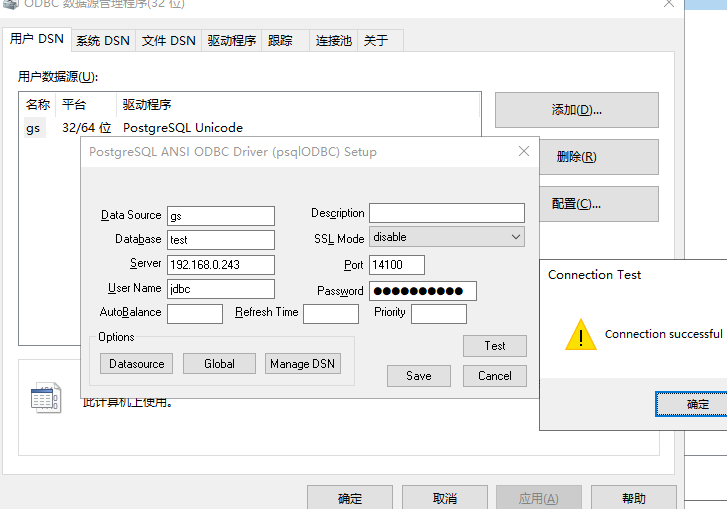 ODBC 数据源管理程序(32 位)
用户 DSN 系统 DSN 文件 DSN 驱动程序 跟踪 连接池 关于
用户数据源(U):
名称 平台 驱动程序
gs 32/64 位 PostgreSQL Unicode
添加(D)...
删除(R)
配置(C)...
PostgreSQL ANSI ODBC Driver (psqlODBC) Setup
Data Source gs Description
Database test SSL Mode disable
Server 192.168.0.243 Port 14100
User Name jdbc Password ●●●●●●●●●●
AutoBalance Refresh Time Priority
Options
Datasource Global Manage DSN
Test
Save Cancel
Connection Test
Connection successful
确定
此计算机上使用。
确定 取消 应用(A) 帮助